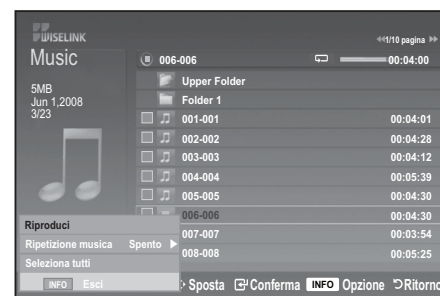 WISELINK
1/10 pagina
Music
006-006 00:04:00
5MB
Jun 1,2008
3/23
Upper Folder
Folder 1
001-001 00:04:01
002-002 00:04:28
003-003 00:04:12
004-004 00:05:39
005-005 00:04:30
006-006 00:04:30
007-007 00:03:54
008-008 00:05:25
Riproduci
Ripetizione musica Spento
Seleziona tutti
INFO Esci
Sposta Conferma INFO Opzione Ritorno